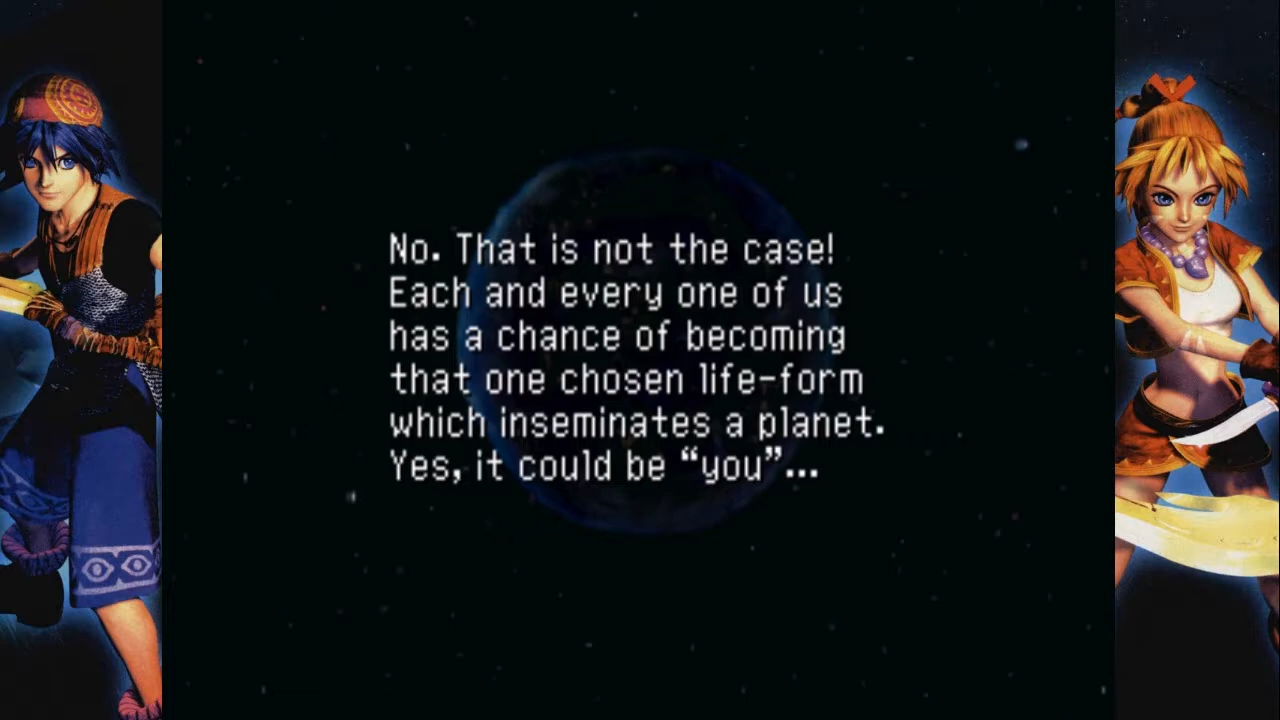 No. That is not the case!
Each and every one of us
has a chance of becoming
that one chosen life-form
which inseminates a planet.
Yes, it could be “you”...